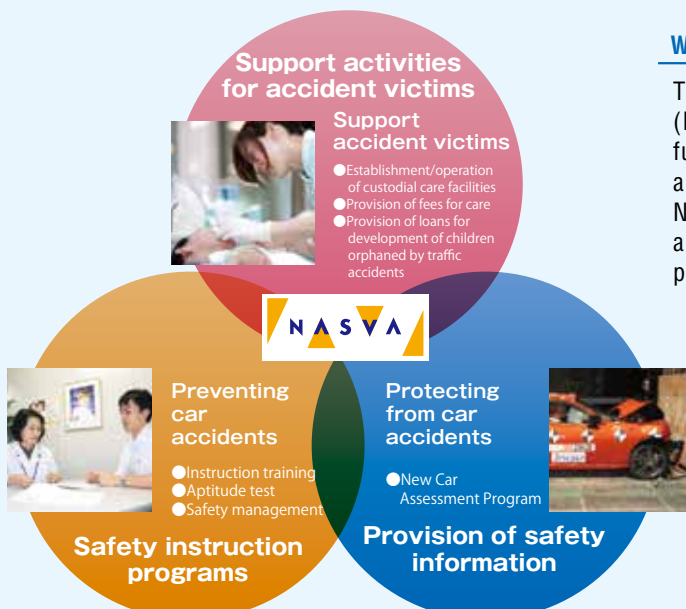 Support activities
for accident victims
Support
accident victims
●Establishment/operation
of custodial care facilities
●Provision of fees for care
●Provision of loans for
development of children
orphaned by traffic
accidents
NASVA
Preventing
car
accidents
●Instruction training
●Aptitude test
●Safety management
Safety instruction
programs
Protecting
from car
accidents
●New Car
Assessment Program
Provision of safety
information